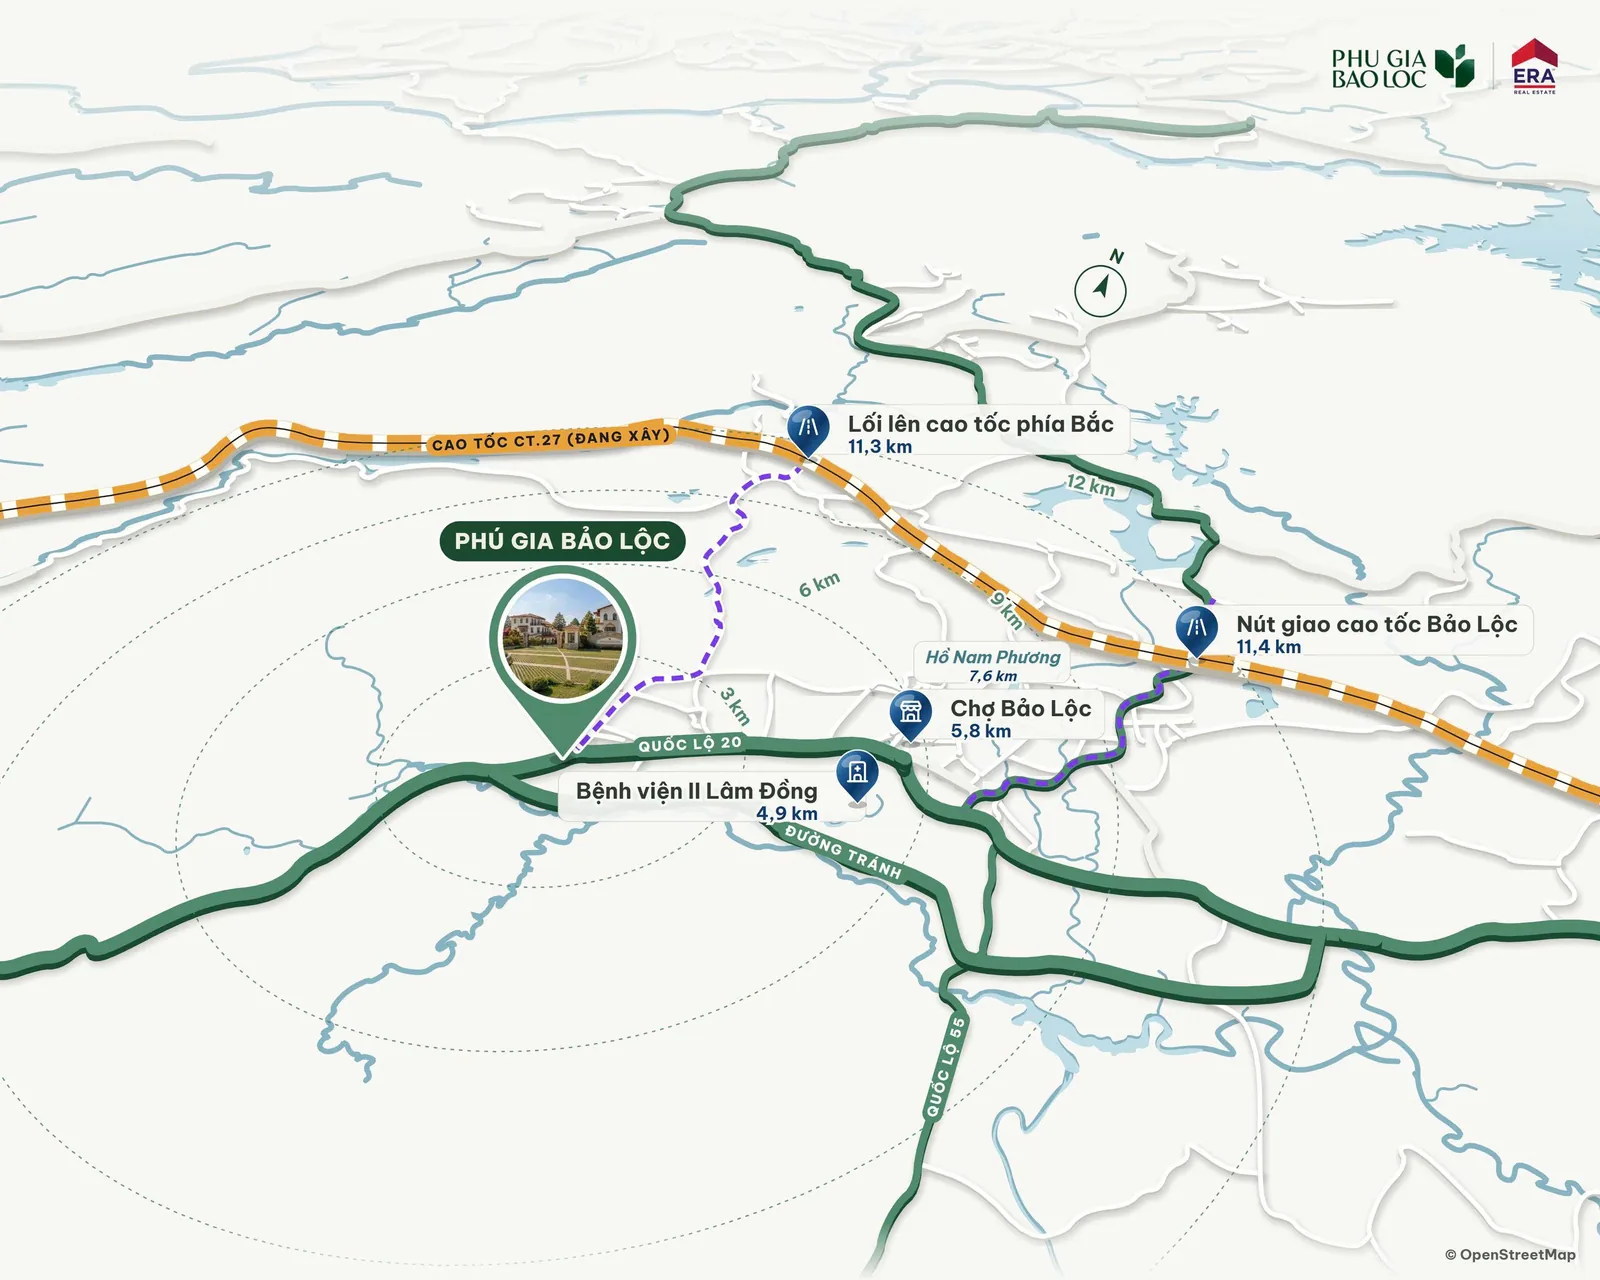 PHU GIA
BAO LOC
ERA
REAL ESTATE
N
CAO TỐC CT.27 (ĐANG XÂY)
Lối lên cao tốc phía Bắc
11,3 km
12 km
PHÚ GIA BẢO LỘC
6 km
9 km
Nút giao cao tốc Bảo Lộc
11,4 km
Hồ Nam Phương
7,6 km
3 km
Chợ Bảo Lộc
5,8 km
QUỐC LỘ 20
Bệnh viện II Lâm Đồng
4,9 km
ĐƯỜNG TRÁNH
QUỐC LỘ 55
© OpenStreetMap